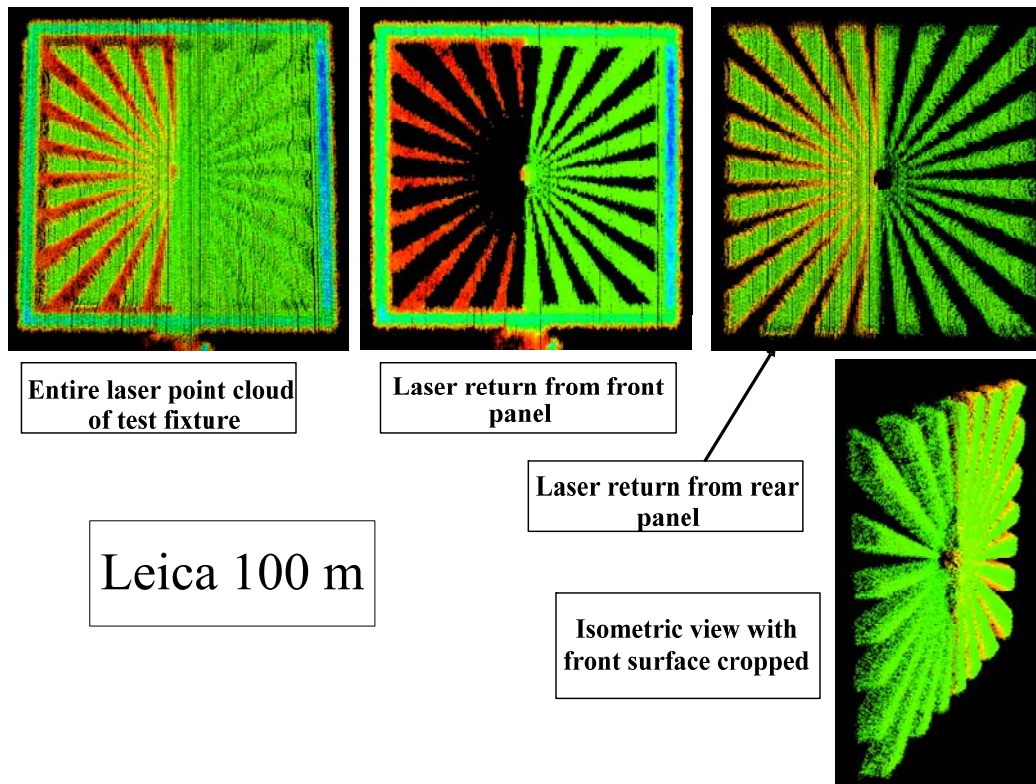 Entire laser point cloud
of test fixture
Laser return from front
panel
Laser return from rear
panel
Leica 100 m
Isometric view with
front surface cropped